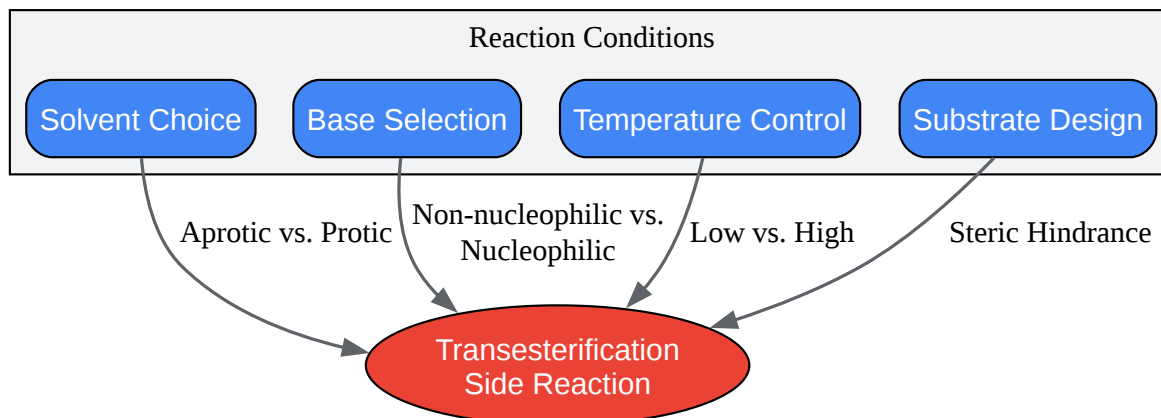 Reaction Conditions
Solvent Choice
Base Selection
Temperature Control
Substrate Design
Aprotic vs. Protic
Non-nucleophilic vs.
Nucleophilic
Low vs. High
Steric Hindrance
Transesterification
Side Reaction